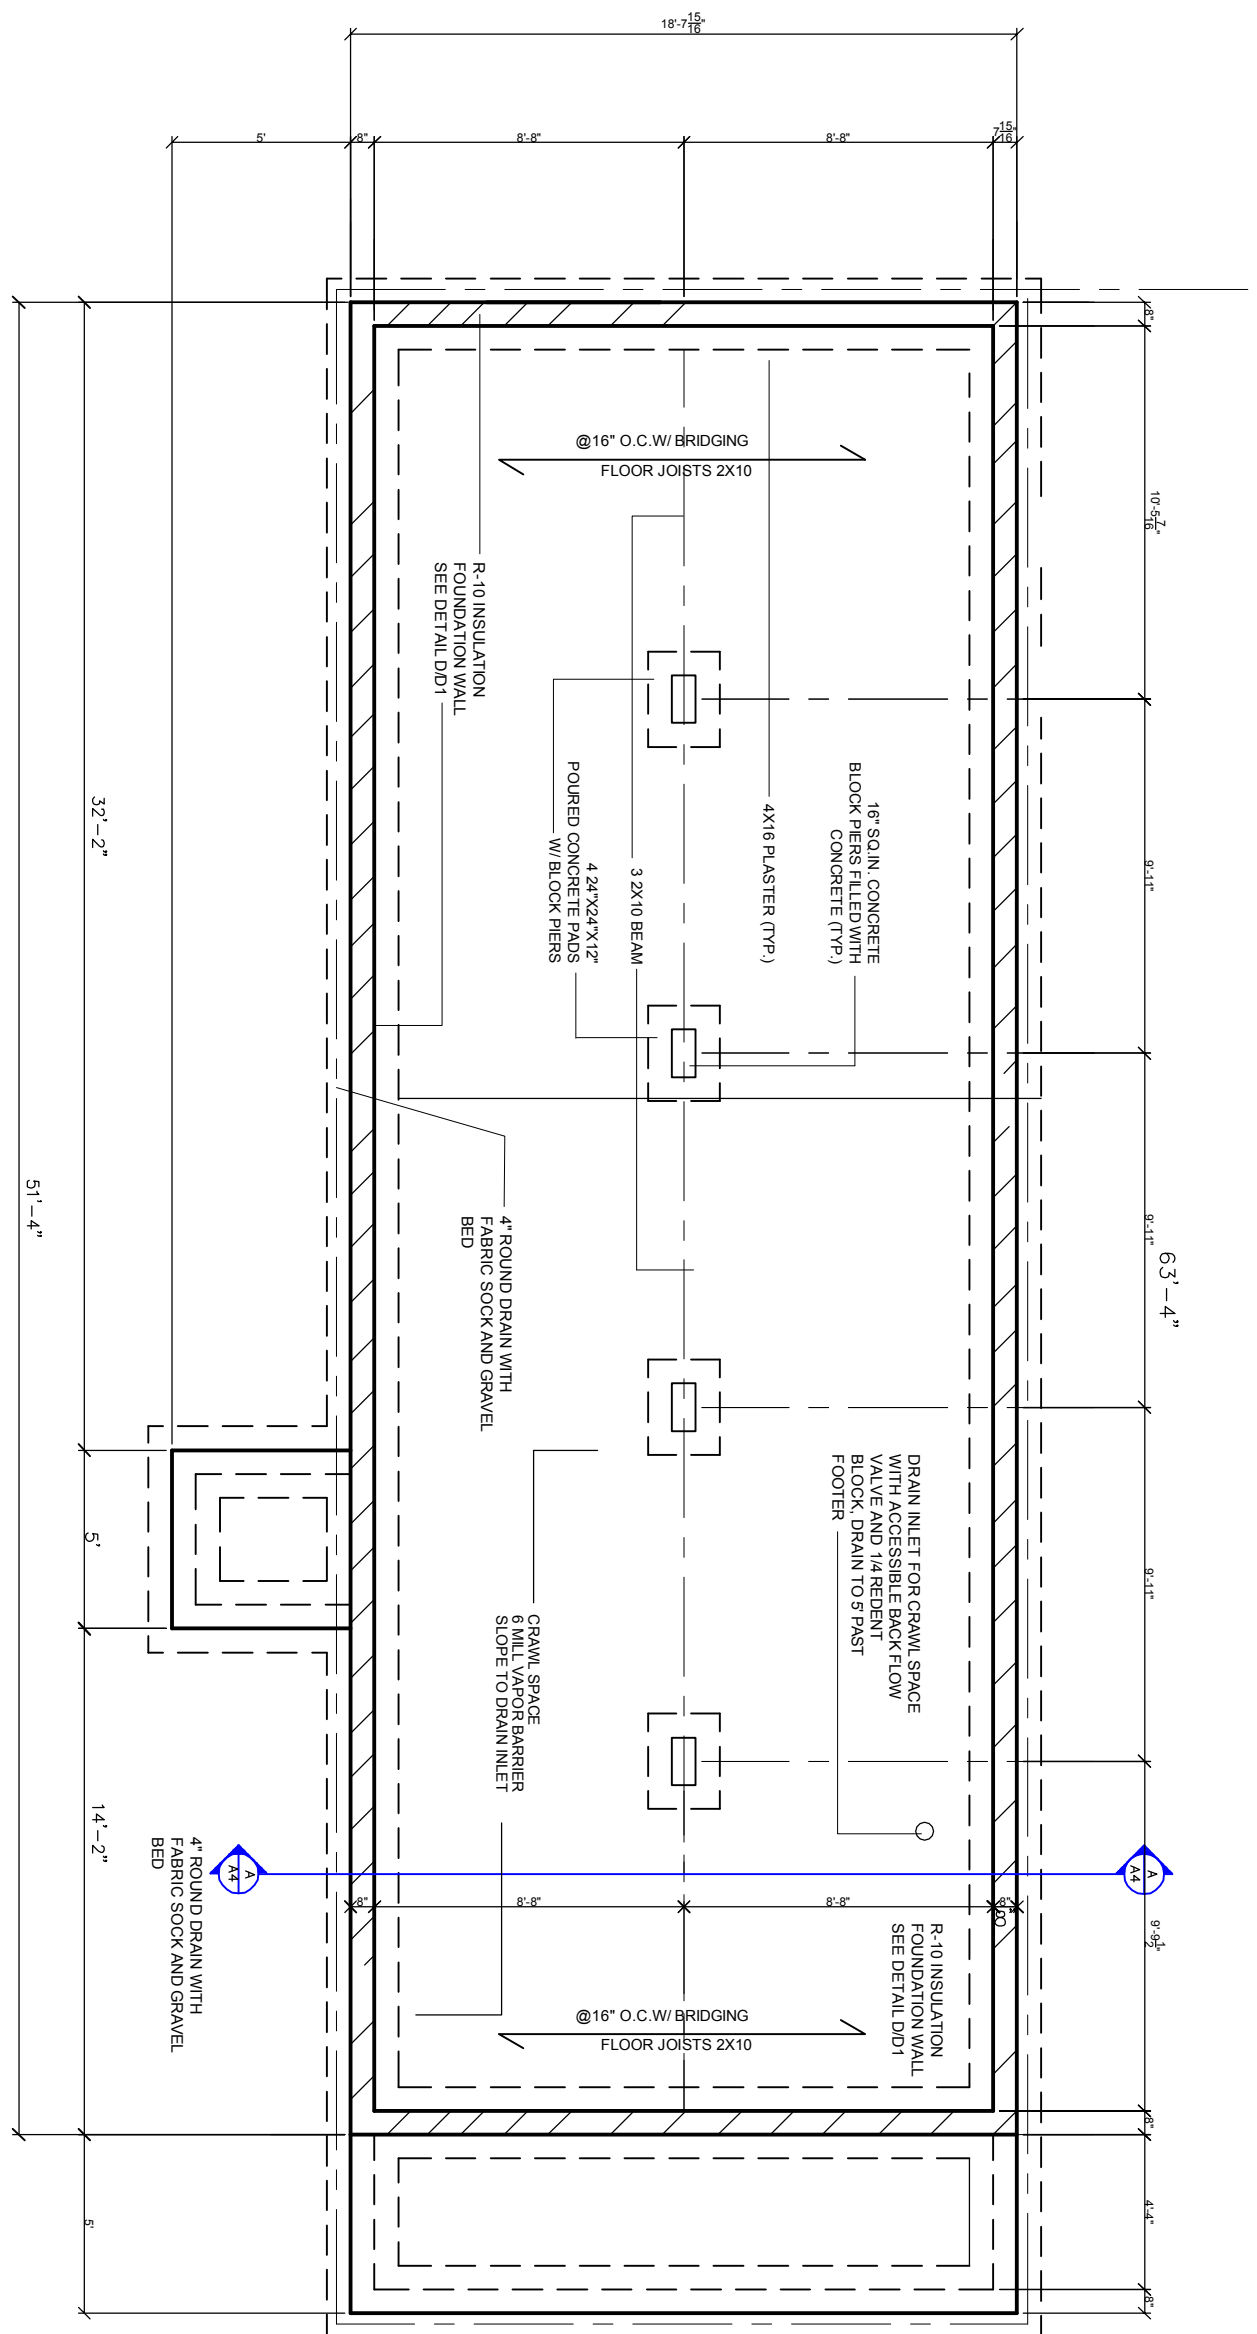 18'-7 15/16"
5'
8"
8'-8"
8'-8"
7 15/16"
8"
@16" O.C.W/ BRIDGING
FLOOR JOISTS 2X10
10'-5 7/16"
R-10 INSULATION
FOUNDATION WALL
SEE DETAIL D/D1
16" SQ.IN. CONCRETE
BLOCK PIERS FILLED WITH
CONCRETE (TYP.)
4X16 PLASTER (TYP.)
3 2X10 BEAM
4 24"X24"X12"
POURED CONCRETE PADS
W/ BLOCK PIERS
32'-2"
9'-11"
51'-4"
9'-11"
63'-4"
4" ROUND DRAIN WITH
FABRIC SOCK AND GRAVEL
BED
DRAIN INLET FOR CRAWL SPACE
WITH ACCESSIBLE BACK FLOW
VALVE AND 1/4 REDENT
BLOCK, DRAIN TO 5' PAST
FOOTER
9'-11"
5'
CRAWL SPACE
6 MILL VAPOR BARRIER
SLOPE TO DRAIN INLET
14'-2"
4" ROUND DRAIN WITH
FABRIC SOCK AND GRAVEL
BED
A
A4
A
A4
8"
8'-8"
8'-8"
8"
8"
9'-9 1/2"
R-10 INSULATION
FOUNDATION WALL
SEE DETAIL D/D1
@16" O.C.W/ BRIDGING
FLOOR JOISTS 2X10
8"
4'-4"
5'
8"